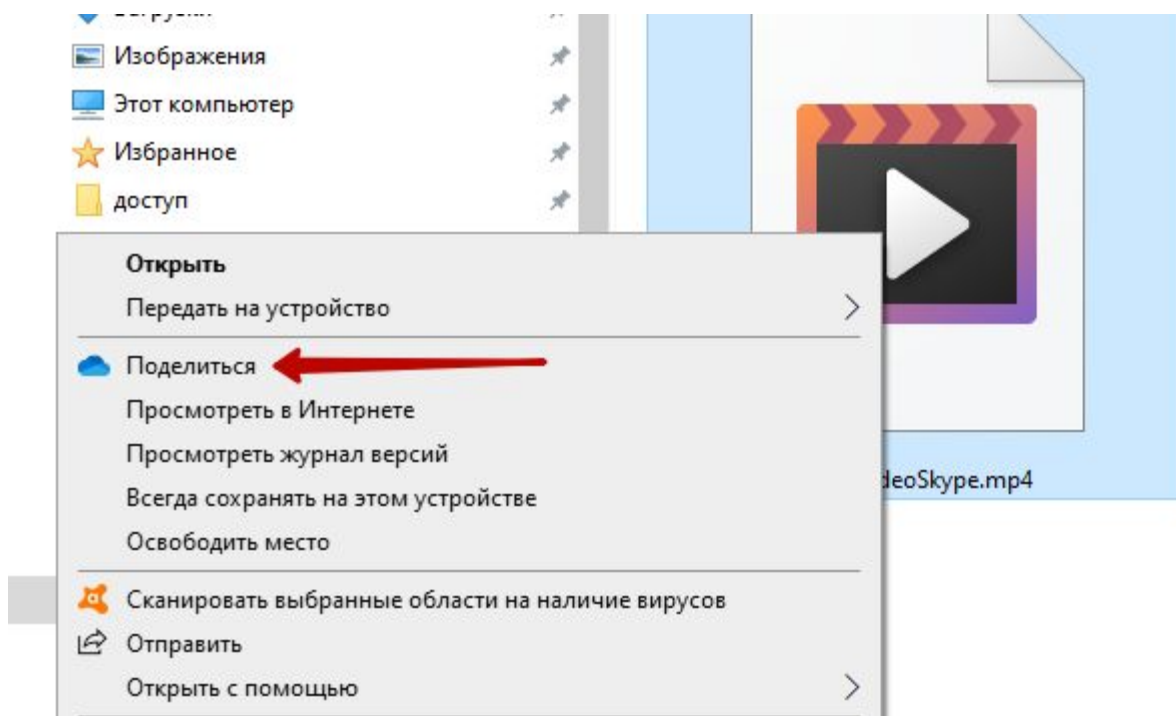 Изображения
Этот компьютер
Избранное
доступ
Открыть
Передать на устройство
Поделиться
Просмотреть в Интернете
Просмотреть журнал версий
Всегда сохранять на этом устройстве
Освободить место
deoSkype.mp4
Сканировать выбранные области на наличие вирусов
Отправить
Открыть с помощью